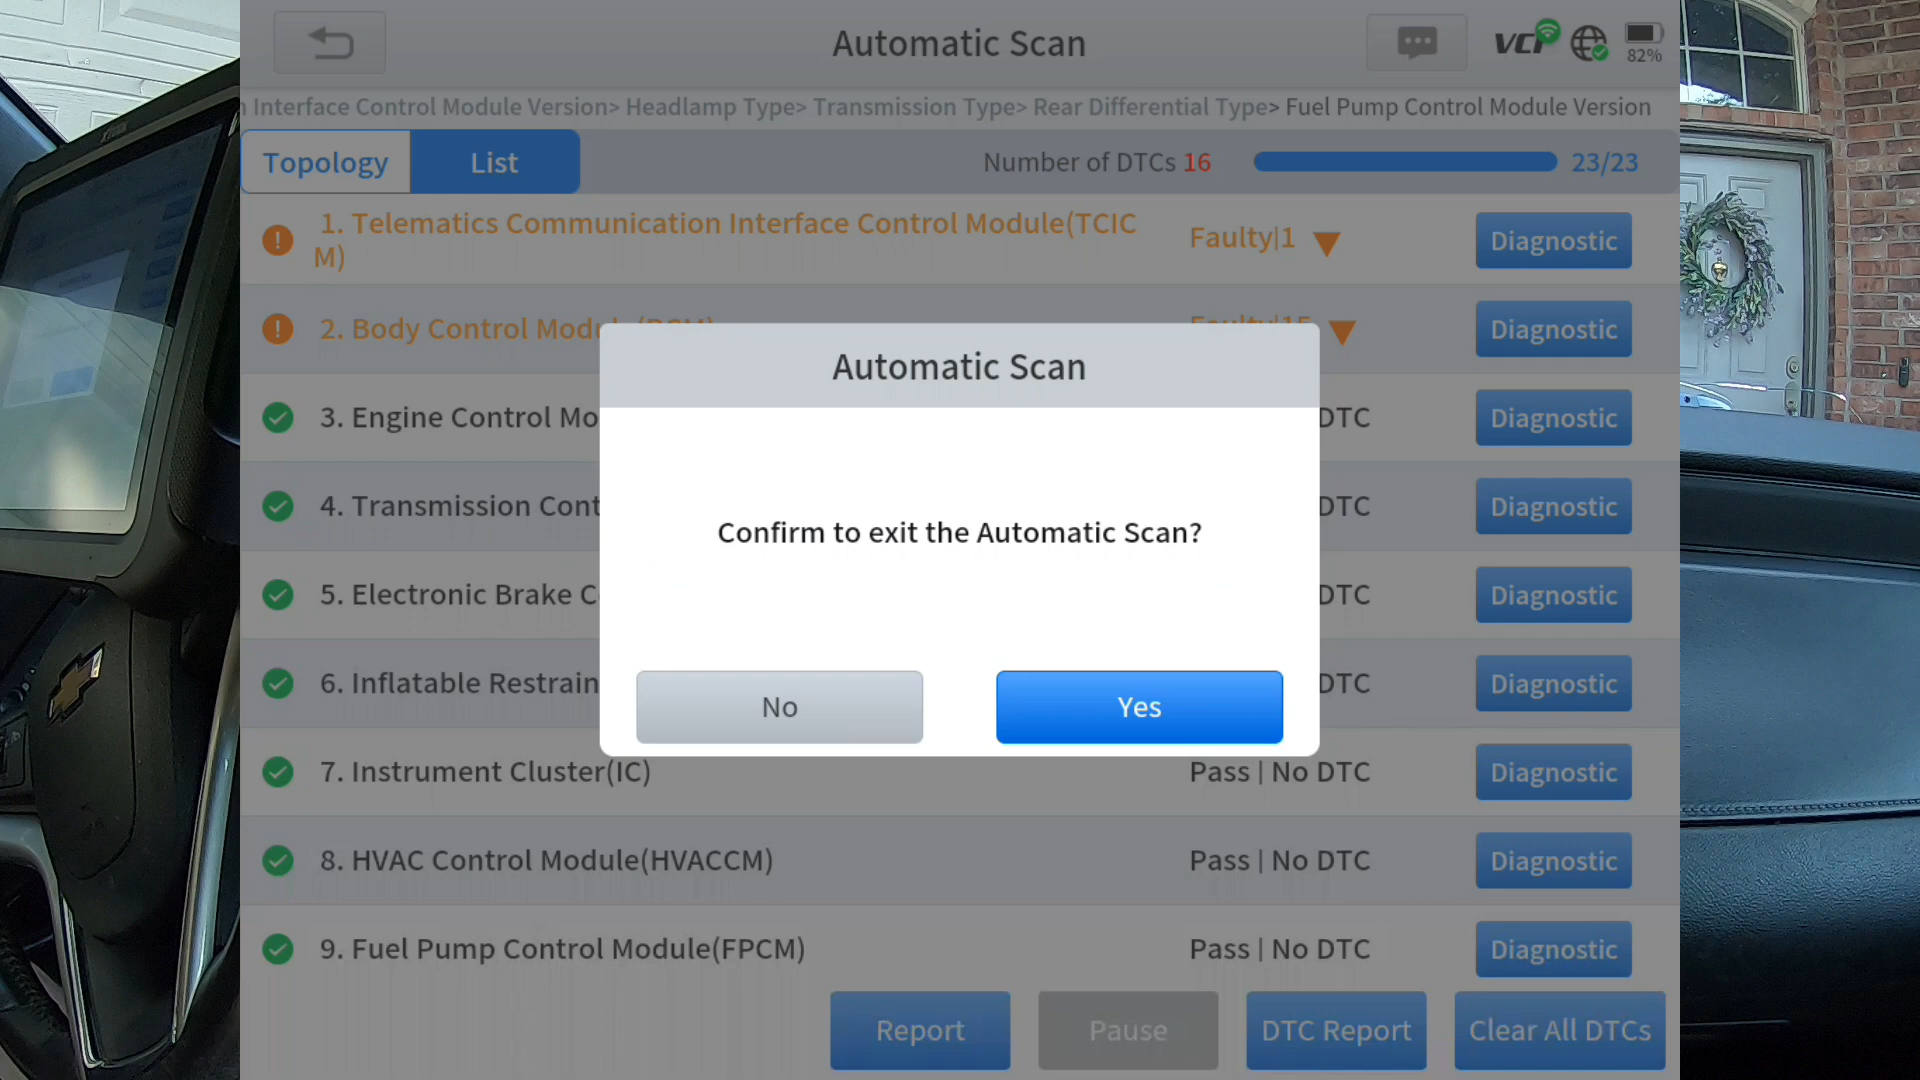 Automatic Scan
VCI
82%
Interface Control Module Version> Headlamp Type> Transmission Type> Rear Differential Type> Fuel Pump Control Module Version
Topology
List
Number of DTCs 16
23/23
1. Telematics Communication Interface Control Module(TCIC
M)
Faulty|1
Diagnostic
2. Body Control Module(BCM)
Faulty|15
Diagnostic
3. Engine Control Mo
DTC
Diagnostic
4. Transmission Cont
DTC
Diagnostic
5. Electronic Brake C
DTC
Diagnostic
6. Inflatable Restrain
DTC
Diagnostic
7. Instrument Cluster(IC)
Pass | No DTC
Diagnostic
8. HVAC Control Module(HVACCM)
Pass | No DTC
Diagnostic
9. Fuel Pump Control Module(FPCM)
Pass | No DTC
Diagnostic
Automatic Scan
Confirm to exit the Automatic Scan?
No
Yes
Report
Pause
DTC Report
Clear All DTCs